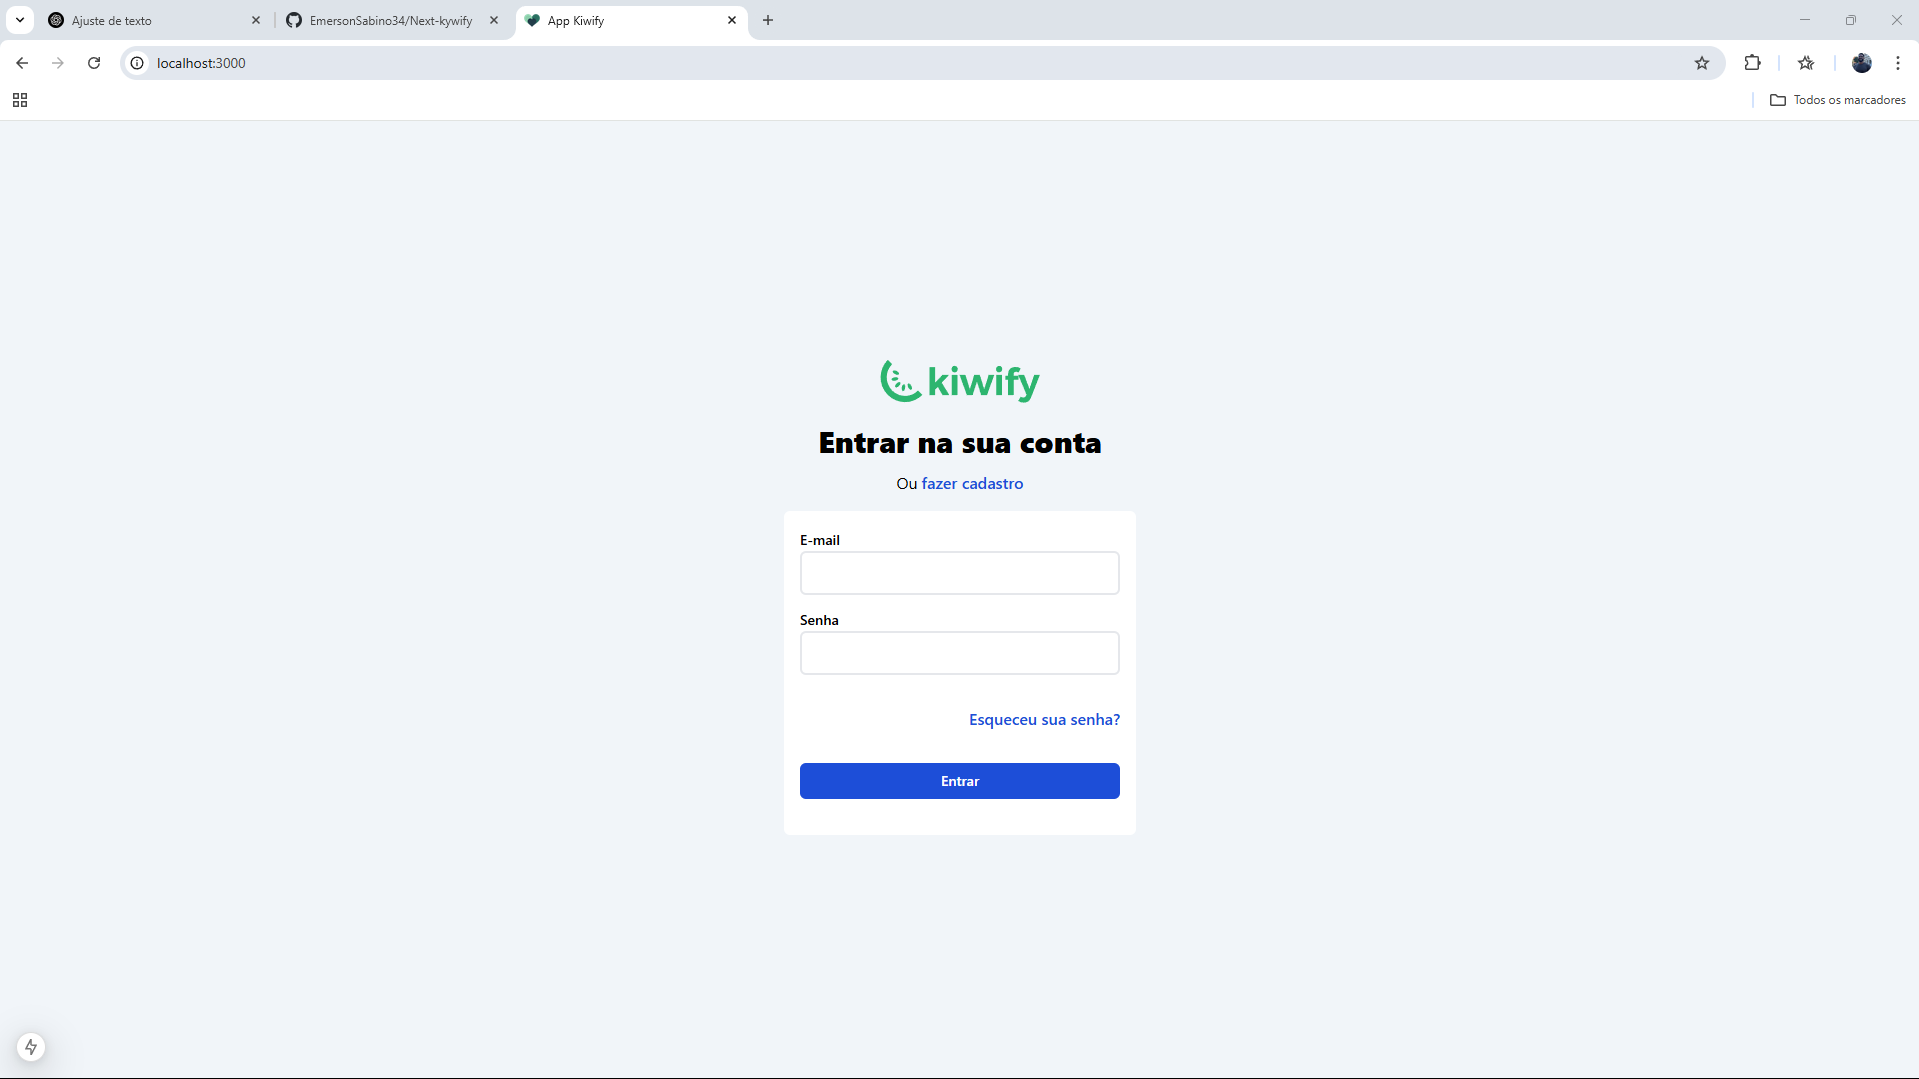 Ajuste de texto
EmersonSabino34/Next-kywify
App Kiwify
localhost:3000
Todos os marcadores
kiwify
Entrar na sua conta
Ou fazer cadastro
E-mail
Senha
Esqueceu sua senha?
Entrar